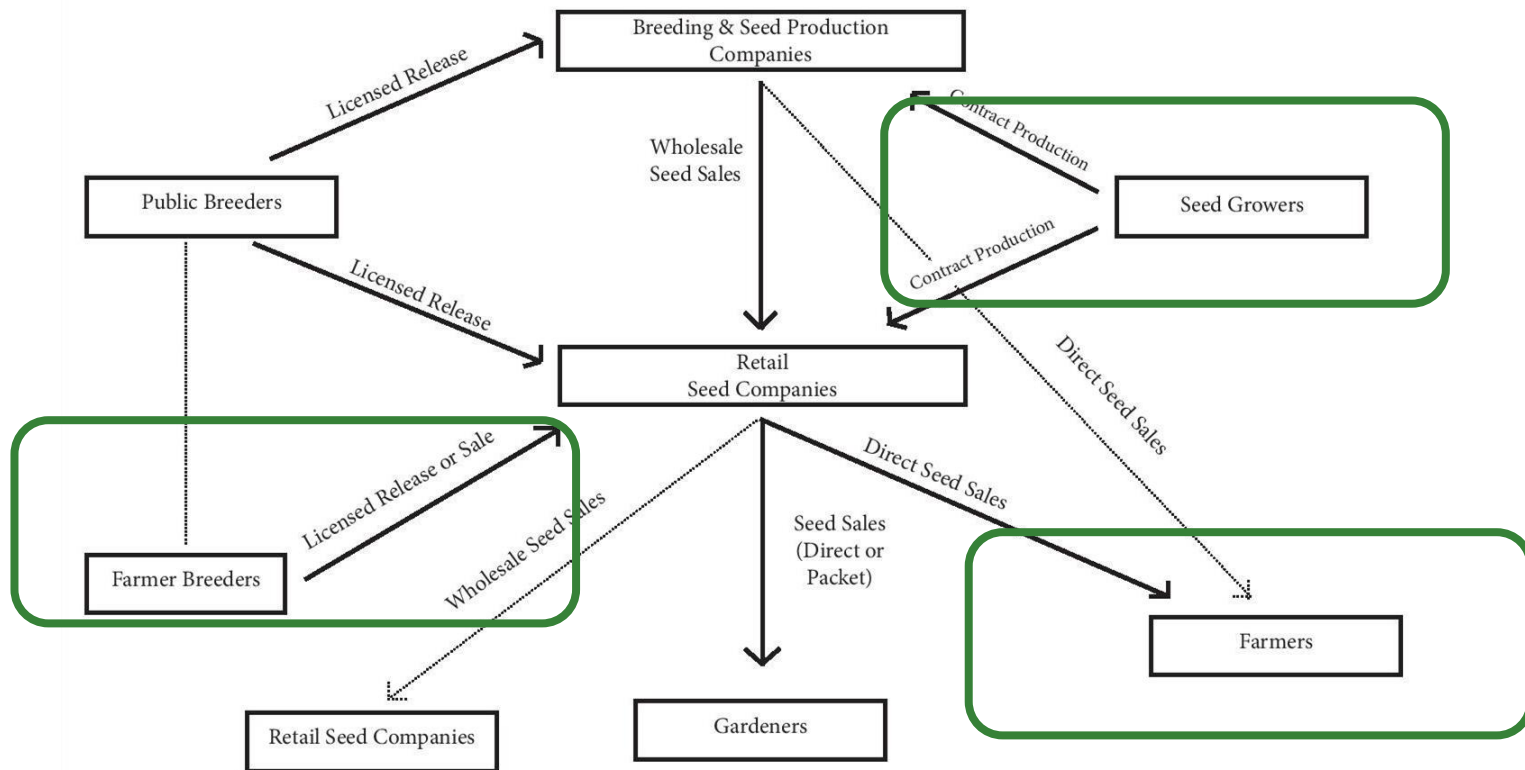 Breeding & Seed Production
Companies
Licensed Release
Contract Production
Wholesale
Seed Sales
Public Breeders
Seed Growers
Contract Production
Licensed Release
Direct Seed Sales
Retail
Seed Companies
Licensed Release or Sale
Direct Seed Sales
Wholesale Seed Sales
Seed Sales
(Direct or
Packet)
Farmer Breeders
Farmers
Retail Seed Companies
Gardeners